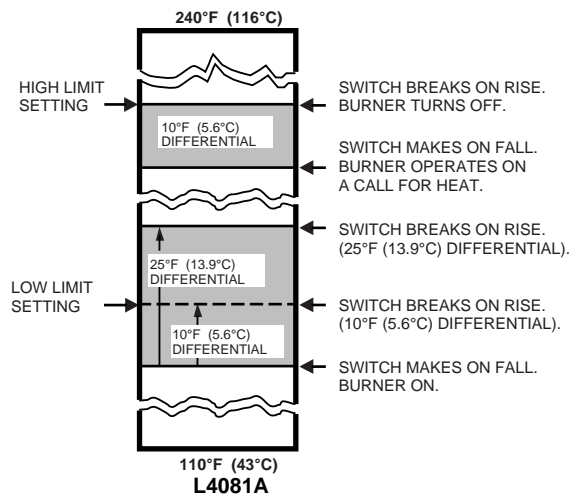 240°F (116°C)
HIGH LIMIT
SETTING
10°F (5.6°C)
DIFFERENTIAL
SWITCH BREAKS ON RISE.
BURNER TURNS OFF.
SWITCH MAKES ON FALL.
BURNER OPERATES ON
A CALL FOR HEAT.
SWITCH BREAKS ON RISE.
(25°F (13.9°C) DIFFERENTIAL).
25°F (13.9°C)
DIFFERENTIAL
LOW LIMIT
SETTING
SWITCH BREAKS ON RISE.
(10°F (5.6°C) DIFFERENTIAL).
10°F (5.6°C)
DIFFERENTIAL
SWITCH MAKES ON FALL.
BURNER ON.
110°F (43°C)
L4081A